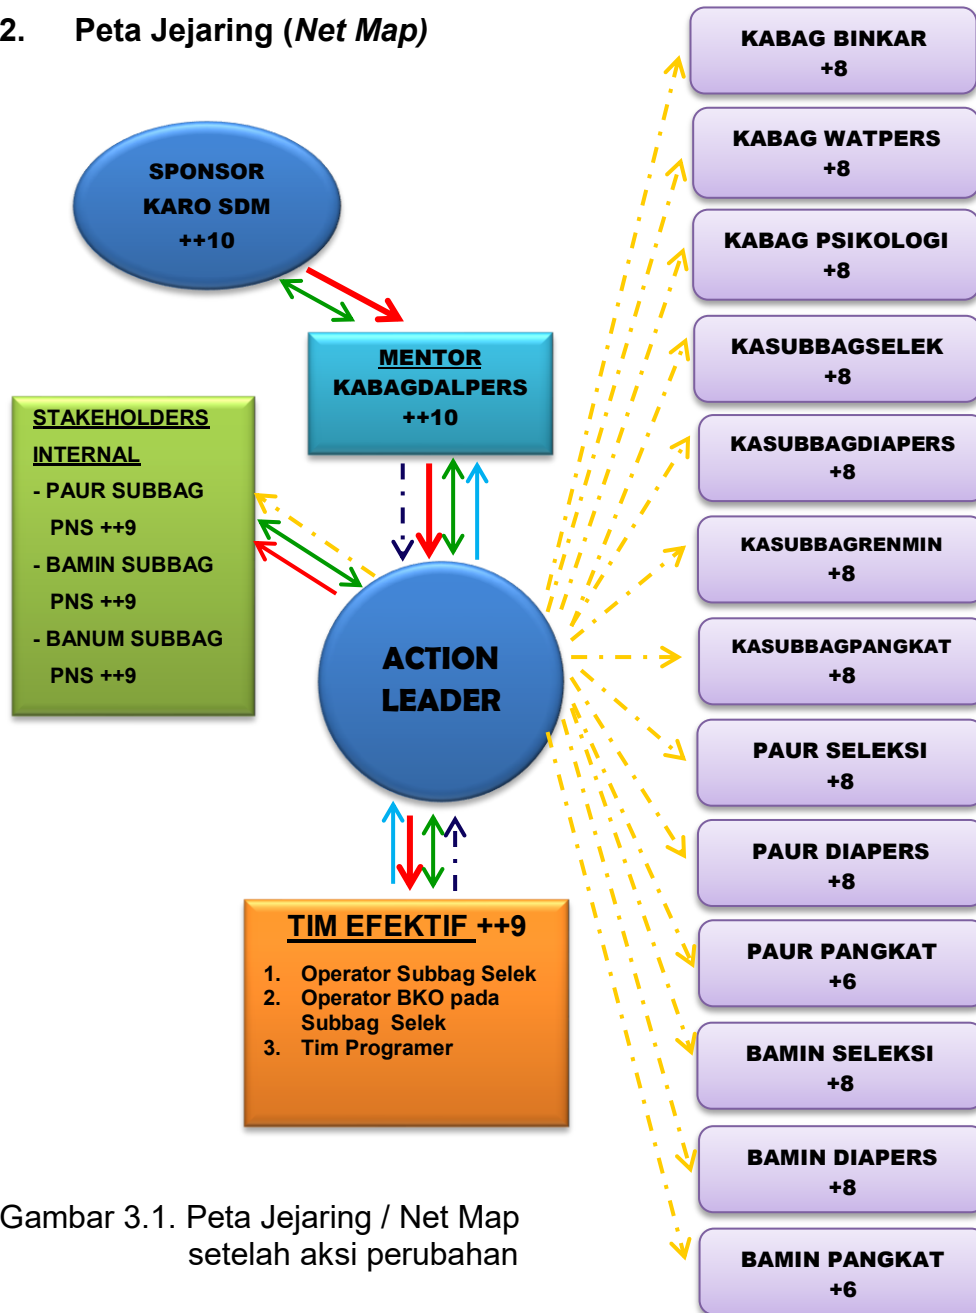 2. Peta Jejaring (Net Map)
SPONSOR
KARO SDM
++10
MENTOR
KABAGDALPERS
++10
STAKEHOLDERS
INTERNAL
- PAUR SUBBAG
PNS ++9
- BAMIN SUBBAG
PNS ++9
- BANUM SUBBAG
PNS ++9
ACTION
LEADER
TIM EFEKTIF ++9
1. Operator Subbag Selek
2. Operator BKO pada
Subbag Selek
3. Tim Programer
KABAG BINKAR
+8
KABAG WATPERS
+8
KABAG PSIKOLOGI
+8
KASUBBAGSELEK
+8
KASUBBAGDIAPERS
+8
KASUBBAGRENMIN
+8
KASUBBAGPANGKAT
+8
PAUR SELEKSI
+8
PAUR DIAPERS
+8
PAUR PANGKAT
+6
BAMIN SELEKSI
+8
BAMIN DIAPERS
+8
BAMIN PANGKAT
+6
Gambar 3.1. Peta Jejaring / Net Map
setelah aksi perubahan